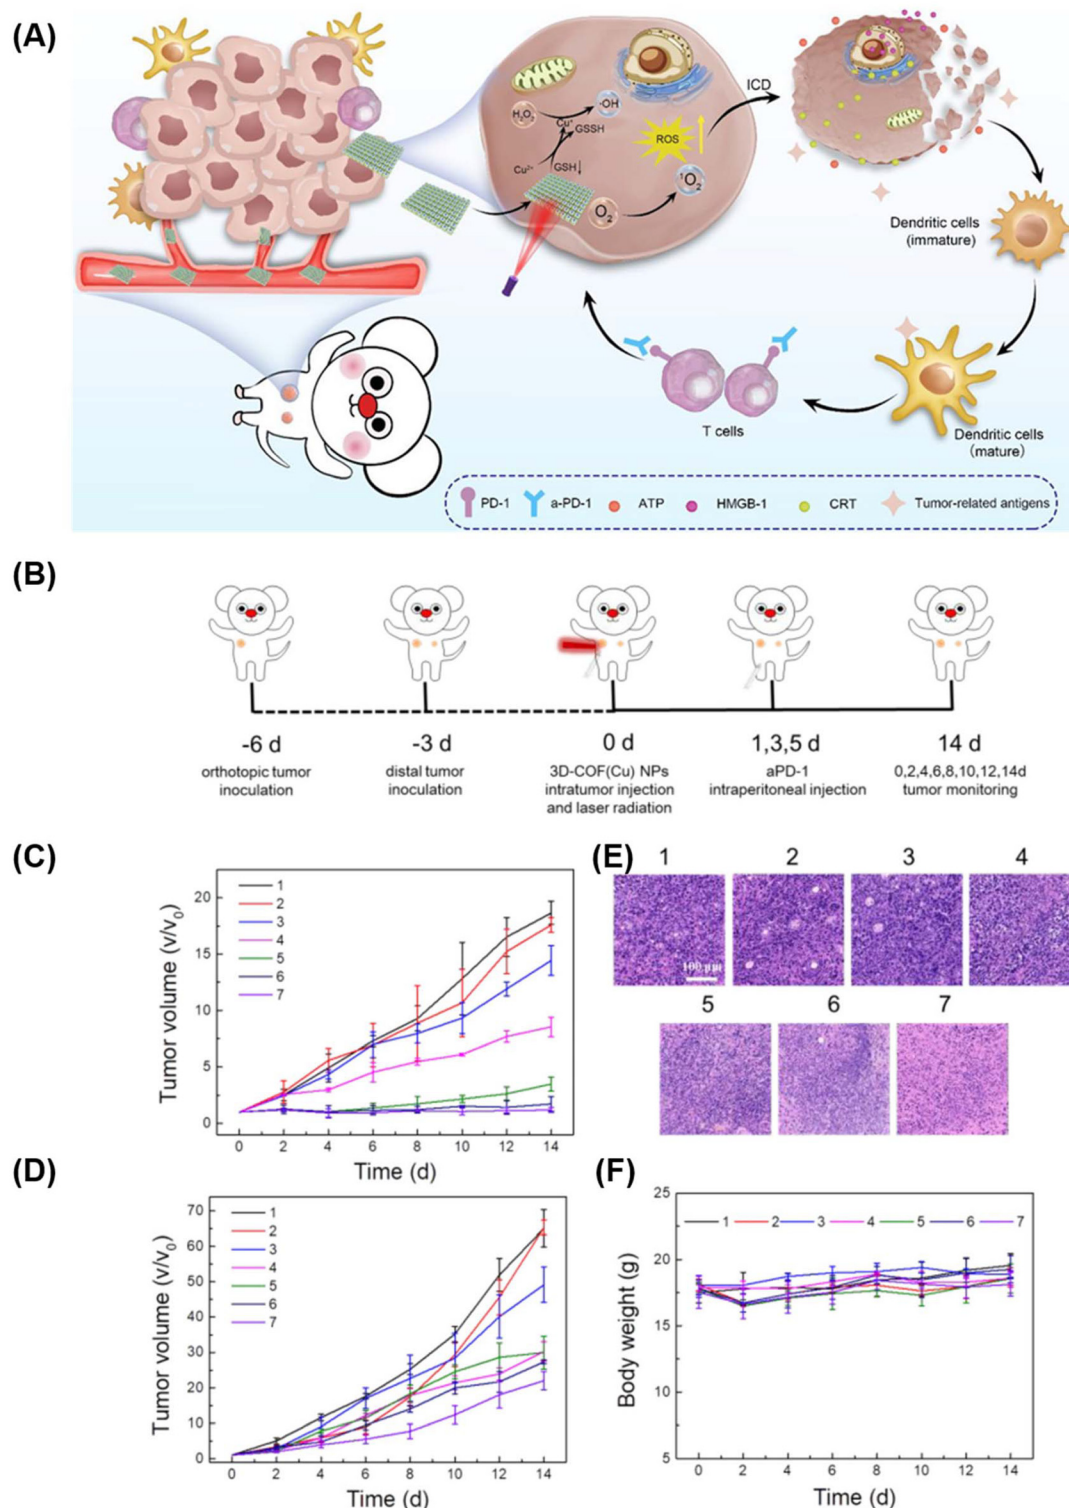 (A)
H₂O₂
·OH
Cu⁺
GSSH
Cu²⁺
GSH↓
ROS
O₂
¹O₂
ICD
Dendritic cells
(immature)
T cells
Dendritic cells
(mature)
PD-1
a-PD-1
ATP
HMGB-1
CRT
Tumor-related antigens
(B)
-6 d
-3 d
0 d
1,3,5 d
14 d
orthotopic tumor
inoculation
distal tumor
inoculation
3D-COF(Cu) NPs
intratumor injection
and laser radiation
aPD-1
intraperitoneal injection
0,2,4,6,8,10,12,14d
tumor monitoring
(C)
Tumor volume (v/v₀)
20
15
10
5
0
1
2
3
4
5
6
7
0 2 4 6 8 10 12 14
Time (d)
(E)
1 2 3 4
100 μm
5 6 7
(D)
Tumor volume (v/v₀)
70
60
50
40
30
20
10
0
1
2
3
4
5
6
7
0 2 4 6 8 10 12 14
Time (d)
(F)
Body weight (g)
25
20
15
10
5
1 2 3 4 5 6 7
0 2 4 6 8 10 12 14
Time (d)